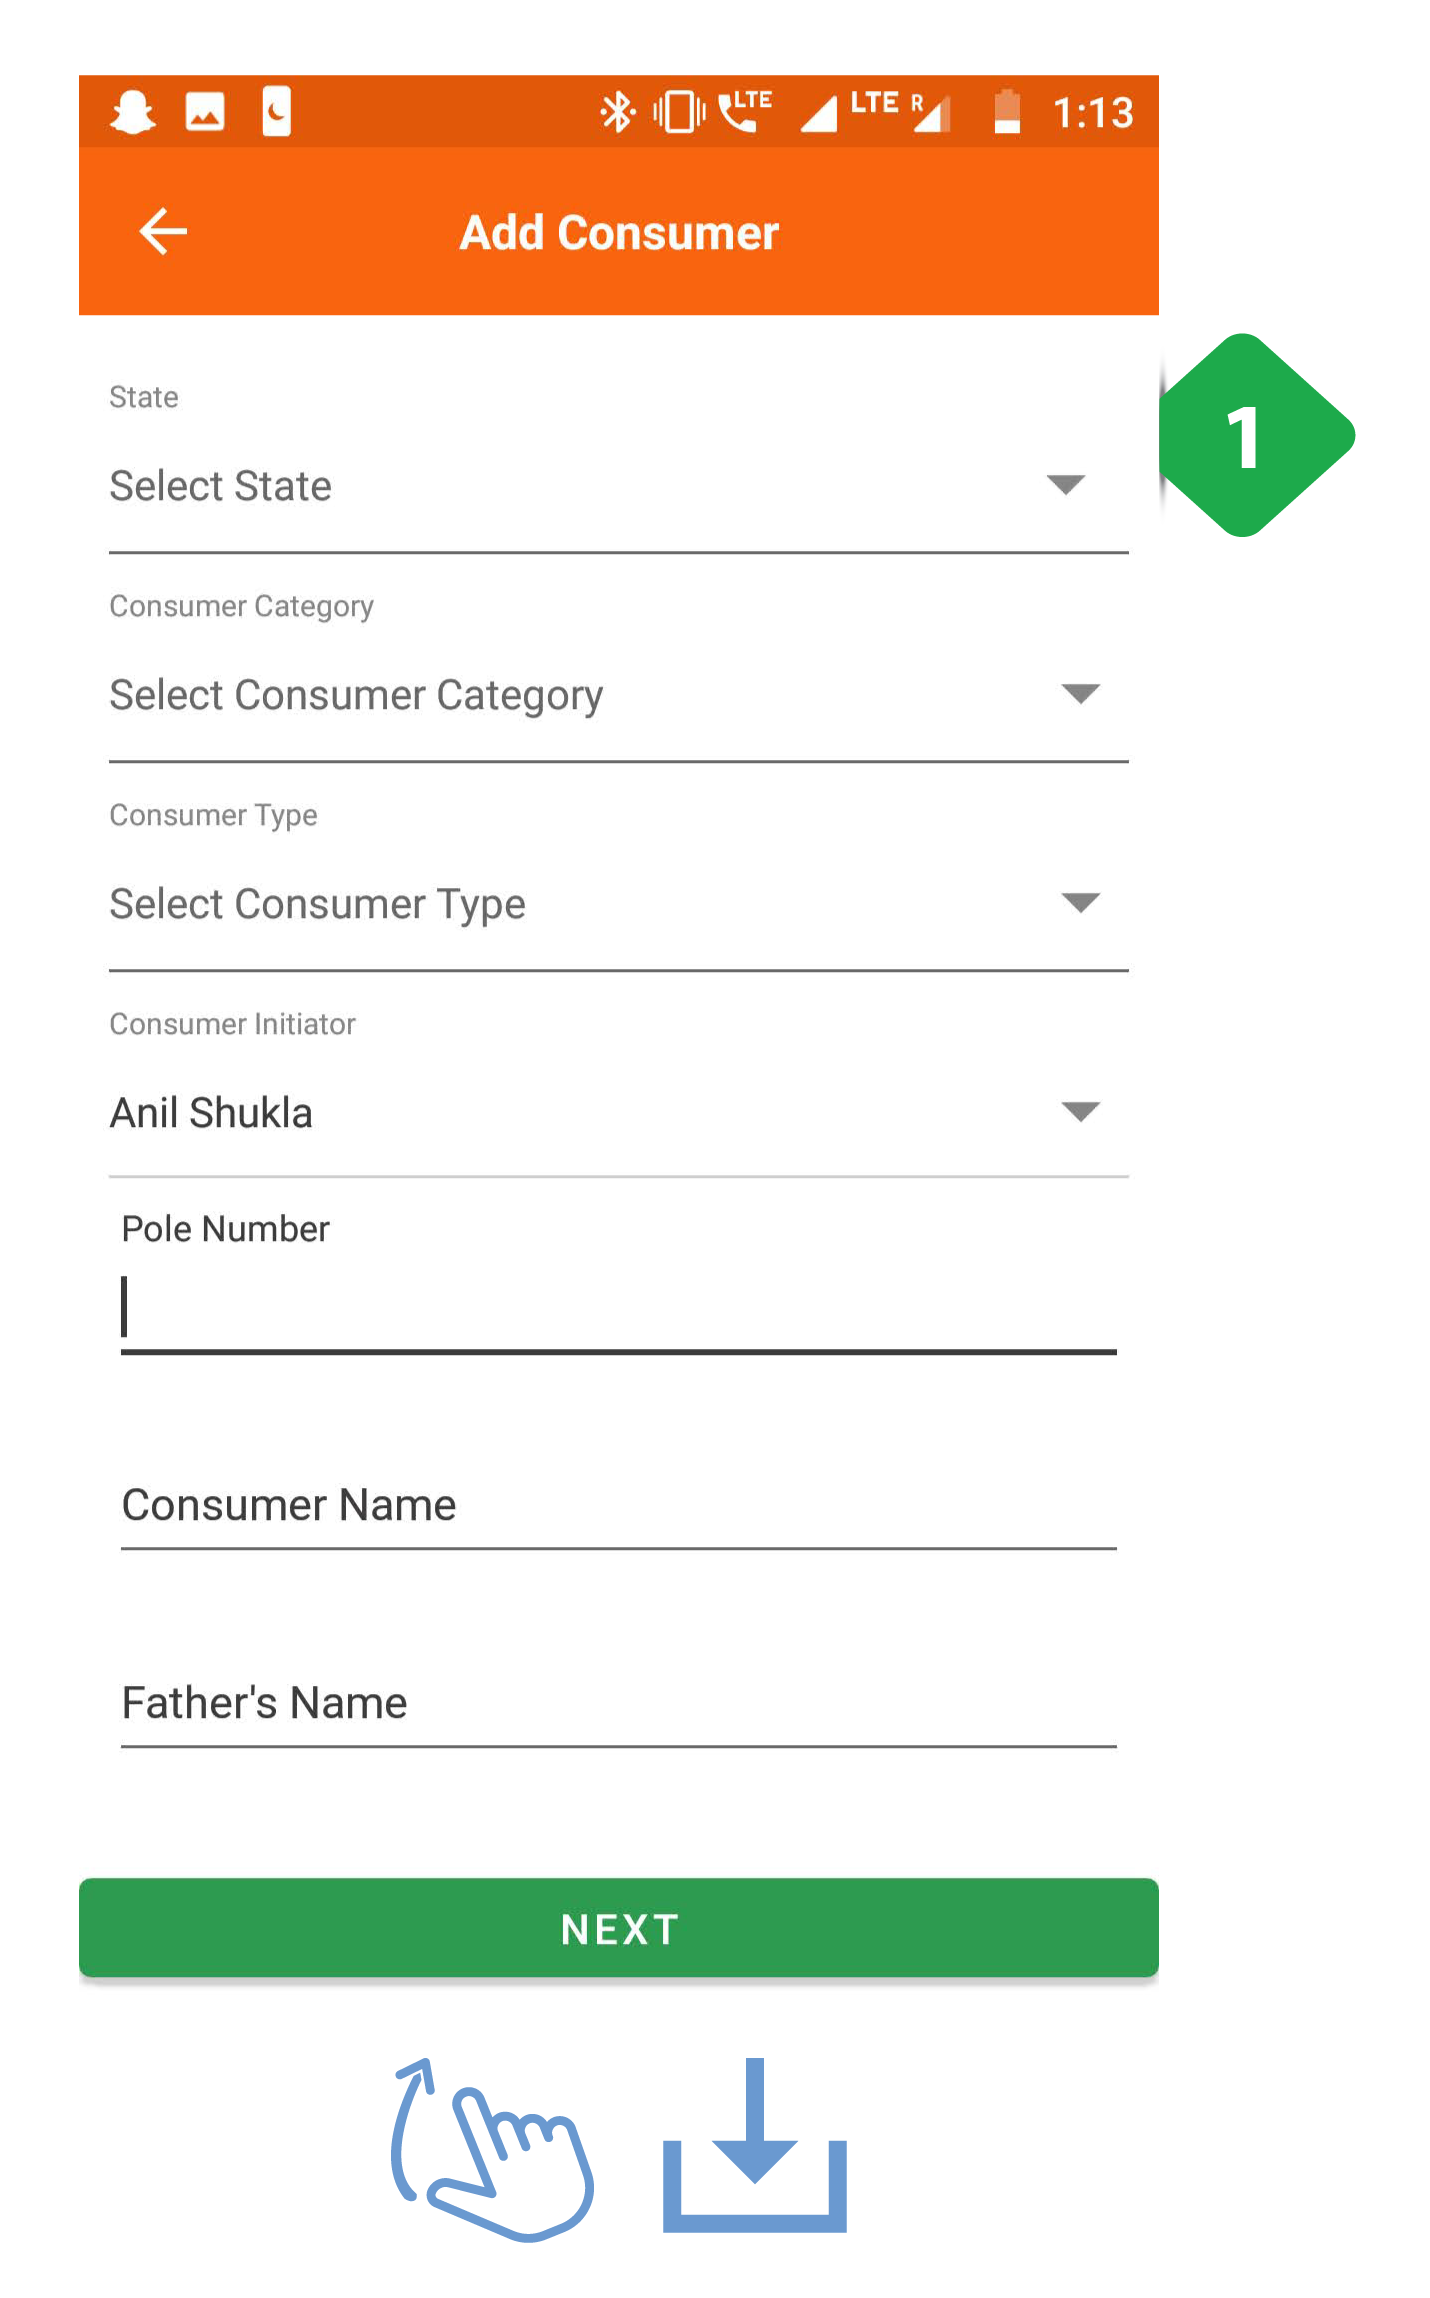 LTE LTE R 1:13
Add Consumer
State
1
Select State
Consumer Category
Select Consumer Category
Consumer Type
Select Consumer Type
Consumer Initiator
Anil Shukla
Pole Number
Consumer Name
Father's Name
NEXT